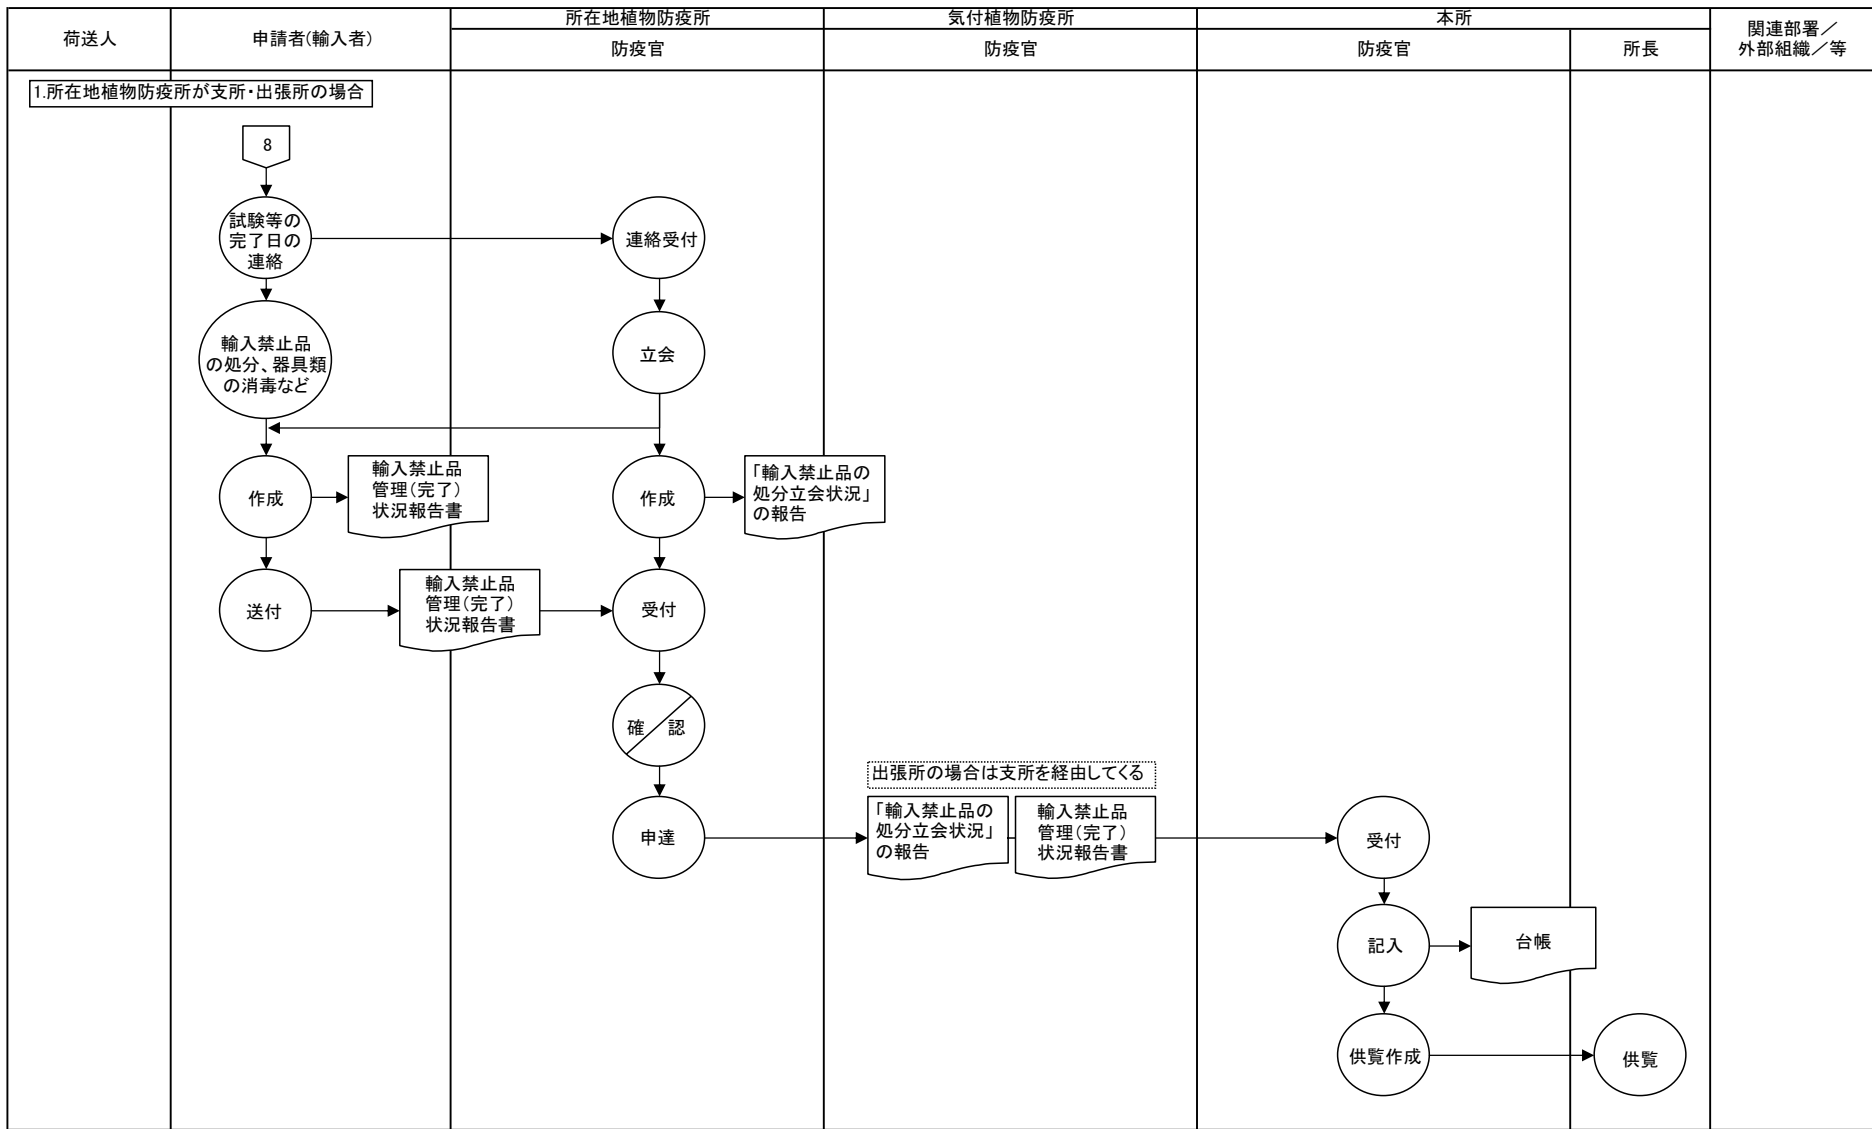 荷送人
申請者(輸入者)
所在地植物防疫所
防疫官
気付植物防疫所
防疫官
本所
防疫官
所長
関連部署／
外部組織／等
1.所在地植物防疫所が支所・出張所の場合
8
試験等の
完了日の
連絡
連絡受付
輸入禁止品
の処分、器具類
の消毒など
立会
作成
輸入禁止品
管理(完了)
状況報告書
作成
「輸入禁止品の
処分立会状況」
の報告
送付
輸入禁止品
管理(完了)
状況報告書
受付
確 認
出張所の場合は支所を経由してくる
申達
「輸入禁止品の
処分立会状況」
の報告
輸入禁止品
管理(完了)
状況報告書
受付
記入
台帳
供覧作成
供覧